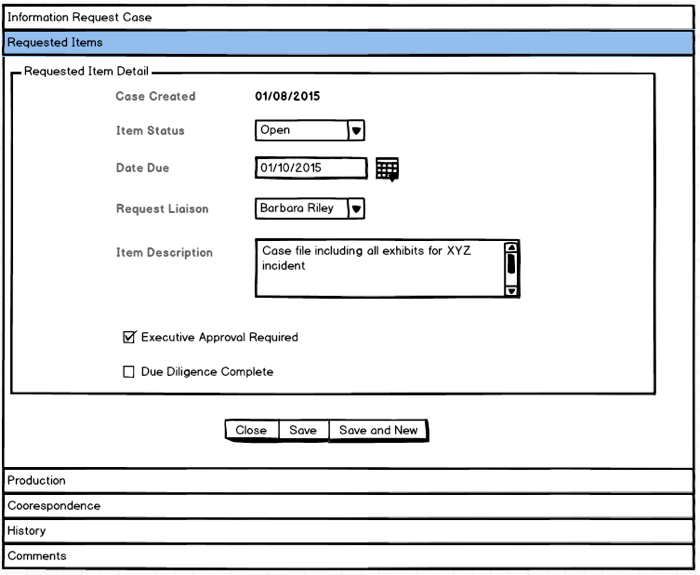 Information Request Case
Requested Items
Requested Item Detail
Case Created 01/08/2015
Item Status Open
Date Due 01/10/2015
Request Liaison Barbara Riley
Item Description Case file including all exhibits for XYZ
incident
Executive Approval Required
Due Diligence Complete
Close Save Save and New
Production
Coorespondence
History
Comments